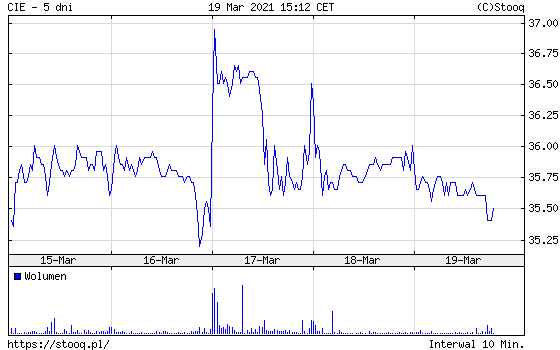 CIE - 5 dni 19 Mar 2021 15:12 CET (C)Stooq
37.00
36.75
36.50
36.25
36.00
35.75
35.50
35.25
15-Mar 16-Mar 17-Mar 18-Mar 19-Mar
Wolumen
https://stooq.pl/ Interwal 10 Min.